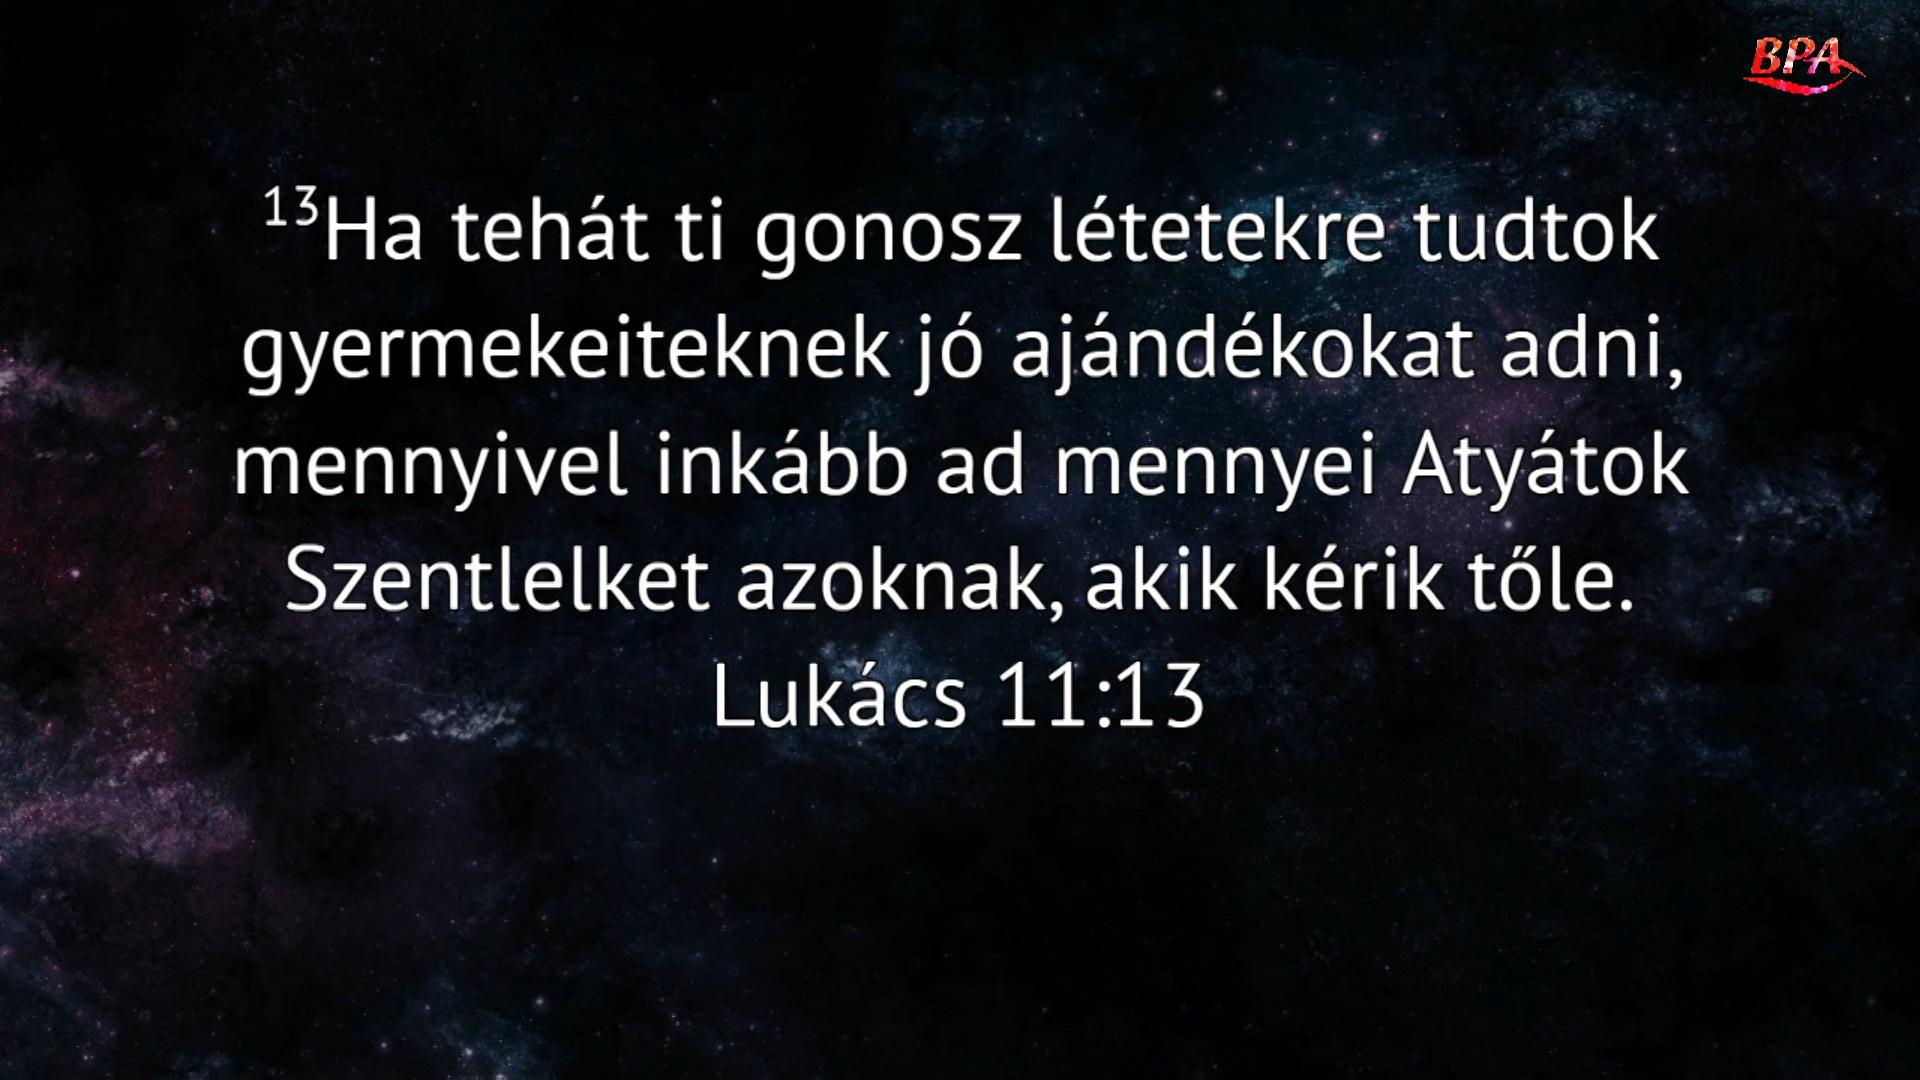 BPA
¹³Ha tehát ti gonosz létetekre tudtok
gyermekeiteknek jó ajándékokat adni,
mennyivel inkább ad mennyei Atyátok
Szentlelket azoknak, akik kérik tőle.
Lukács 11:13